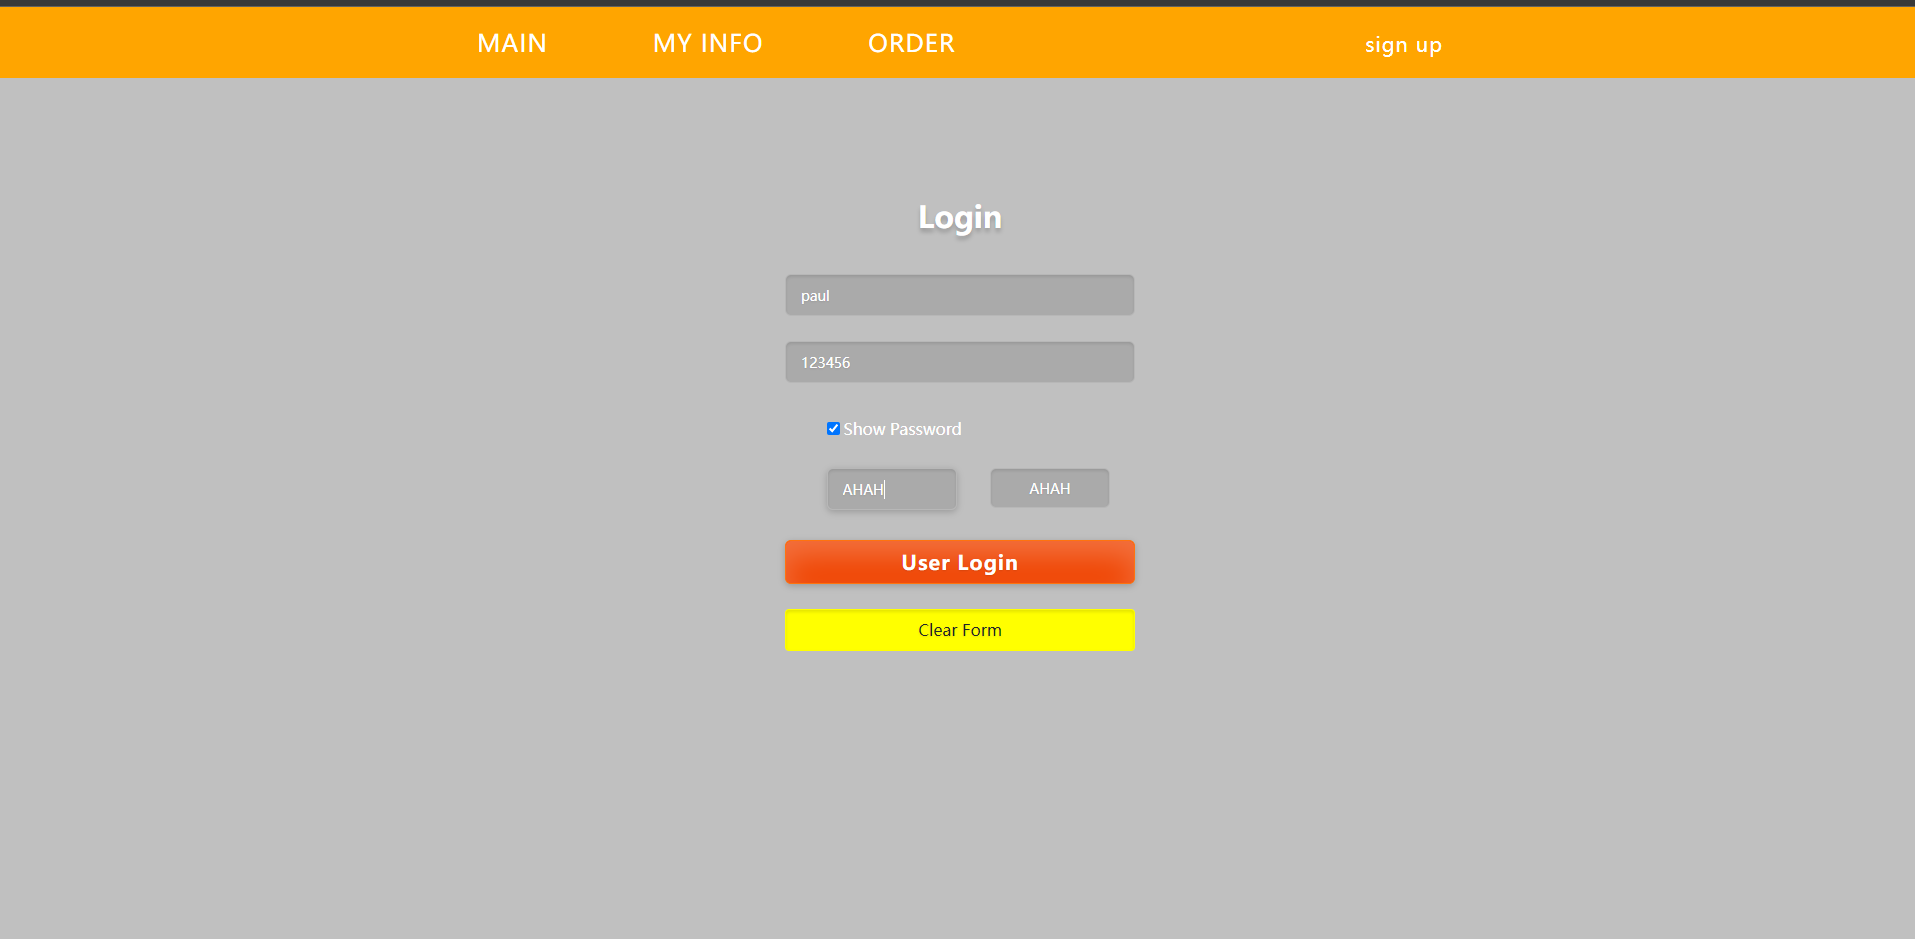 MAIN MY INFO ORDER sign up
Login
paul
123456
Show Password
AHAH AHAH
User Login
Clear Form